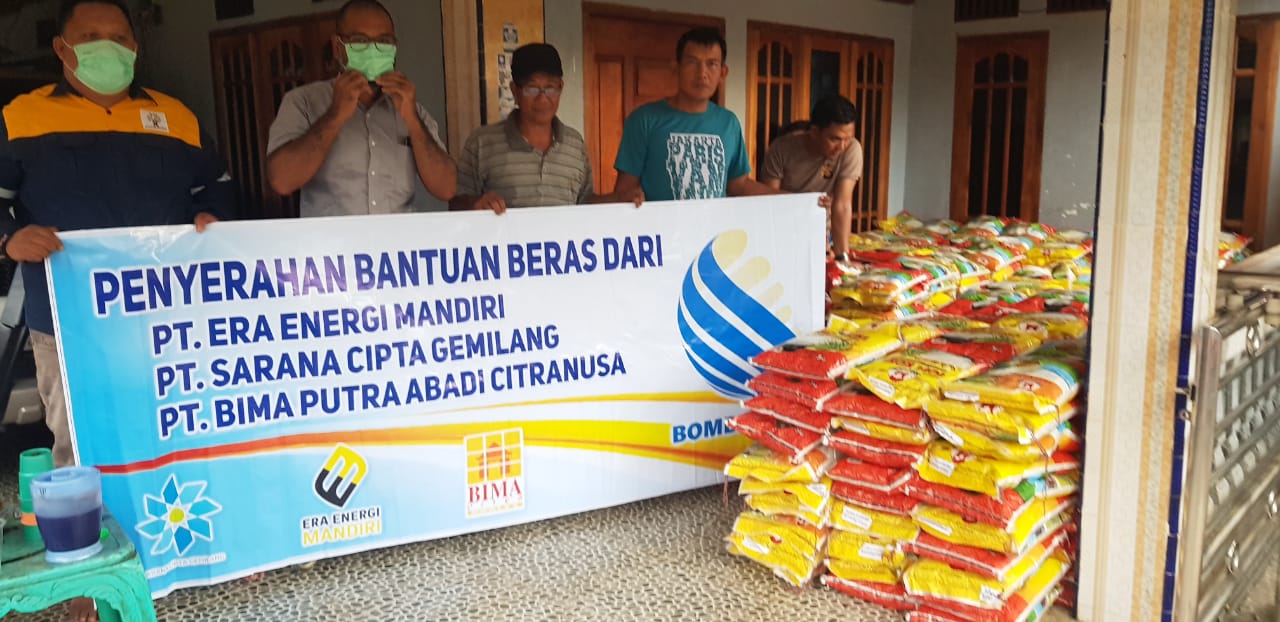 PENYERAHAN BANTUAN BERAS DARI
PT. ERA ENERGI MANDIRI
PT. SARANA CIPTA GEMILANG
PT. BIMA PUTRA ABADI CITRANUSA
ERA ENERGI
MANDIRI
BIMA
JAKARTA